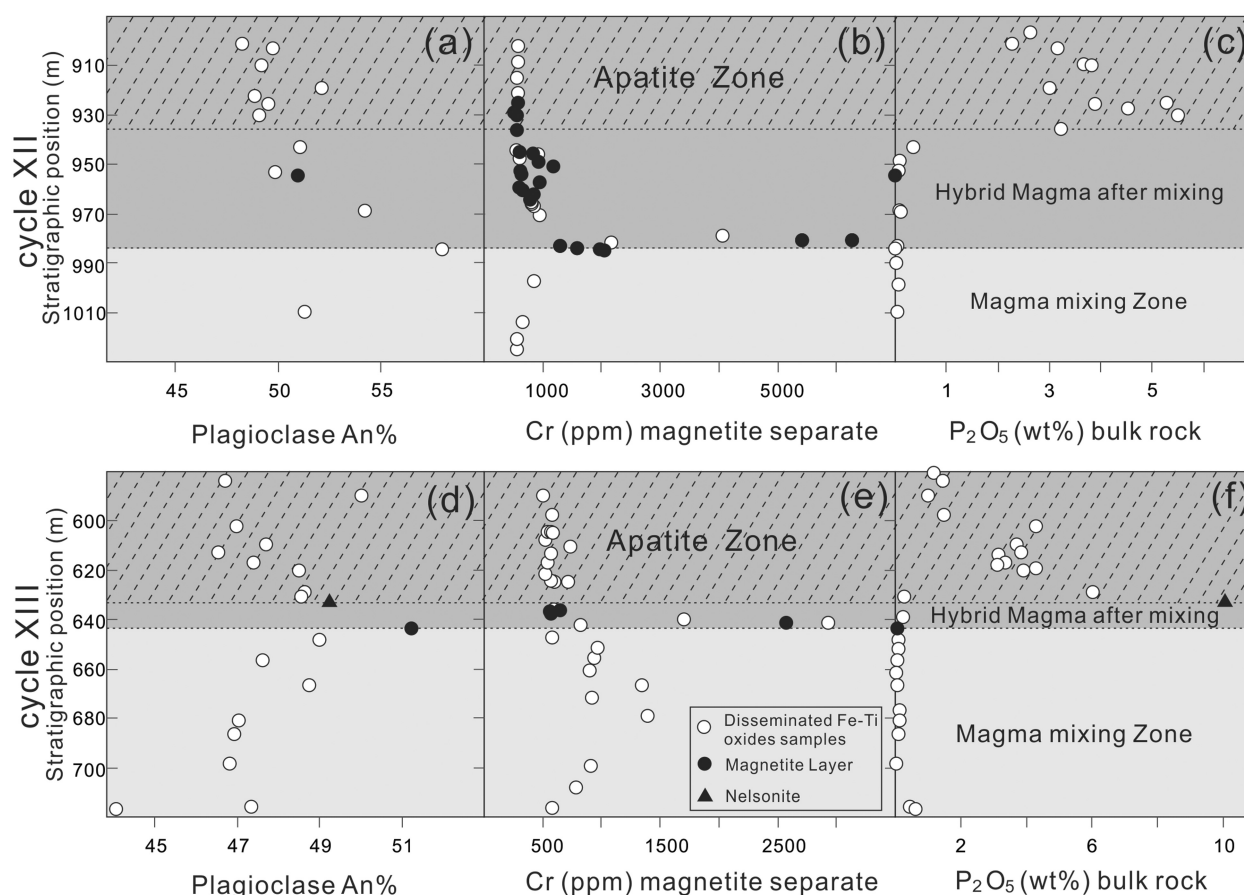 (a)
(b)
(c)
cycle XII
Stratigraphic position (m)
910
930
950
970
990
1010
Apatite Zone
Hybrid Magma after mixing
Magma mixing Zone
45
50
55
1000
3000
5000
1
3
5
Plagioclase An%
Cr (ppm) magnetite separate
P2O5 (wt%) bulk rock
(d)
(e)
(f)
cycle XIII
Stratigraphic position (m)
600
620
640
660
680
700
Apatite Zone
Hybrid Magma after mixing
Magma mixing Zone
Disseminated Fe-Ti
oxides samples
Magnetite Layer
Nelsonite
45
47
49
51
500
1500
2500
2
6
10
Plagioclase An%
Cr (ppm) magnetite separate
P2O5 (wt%) bulk rock